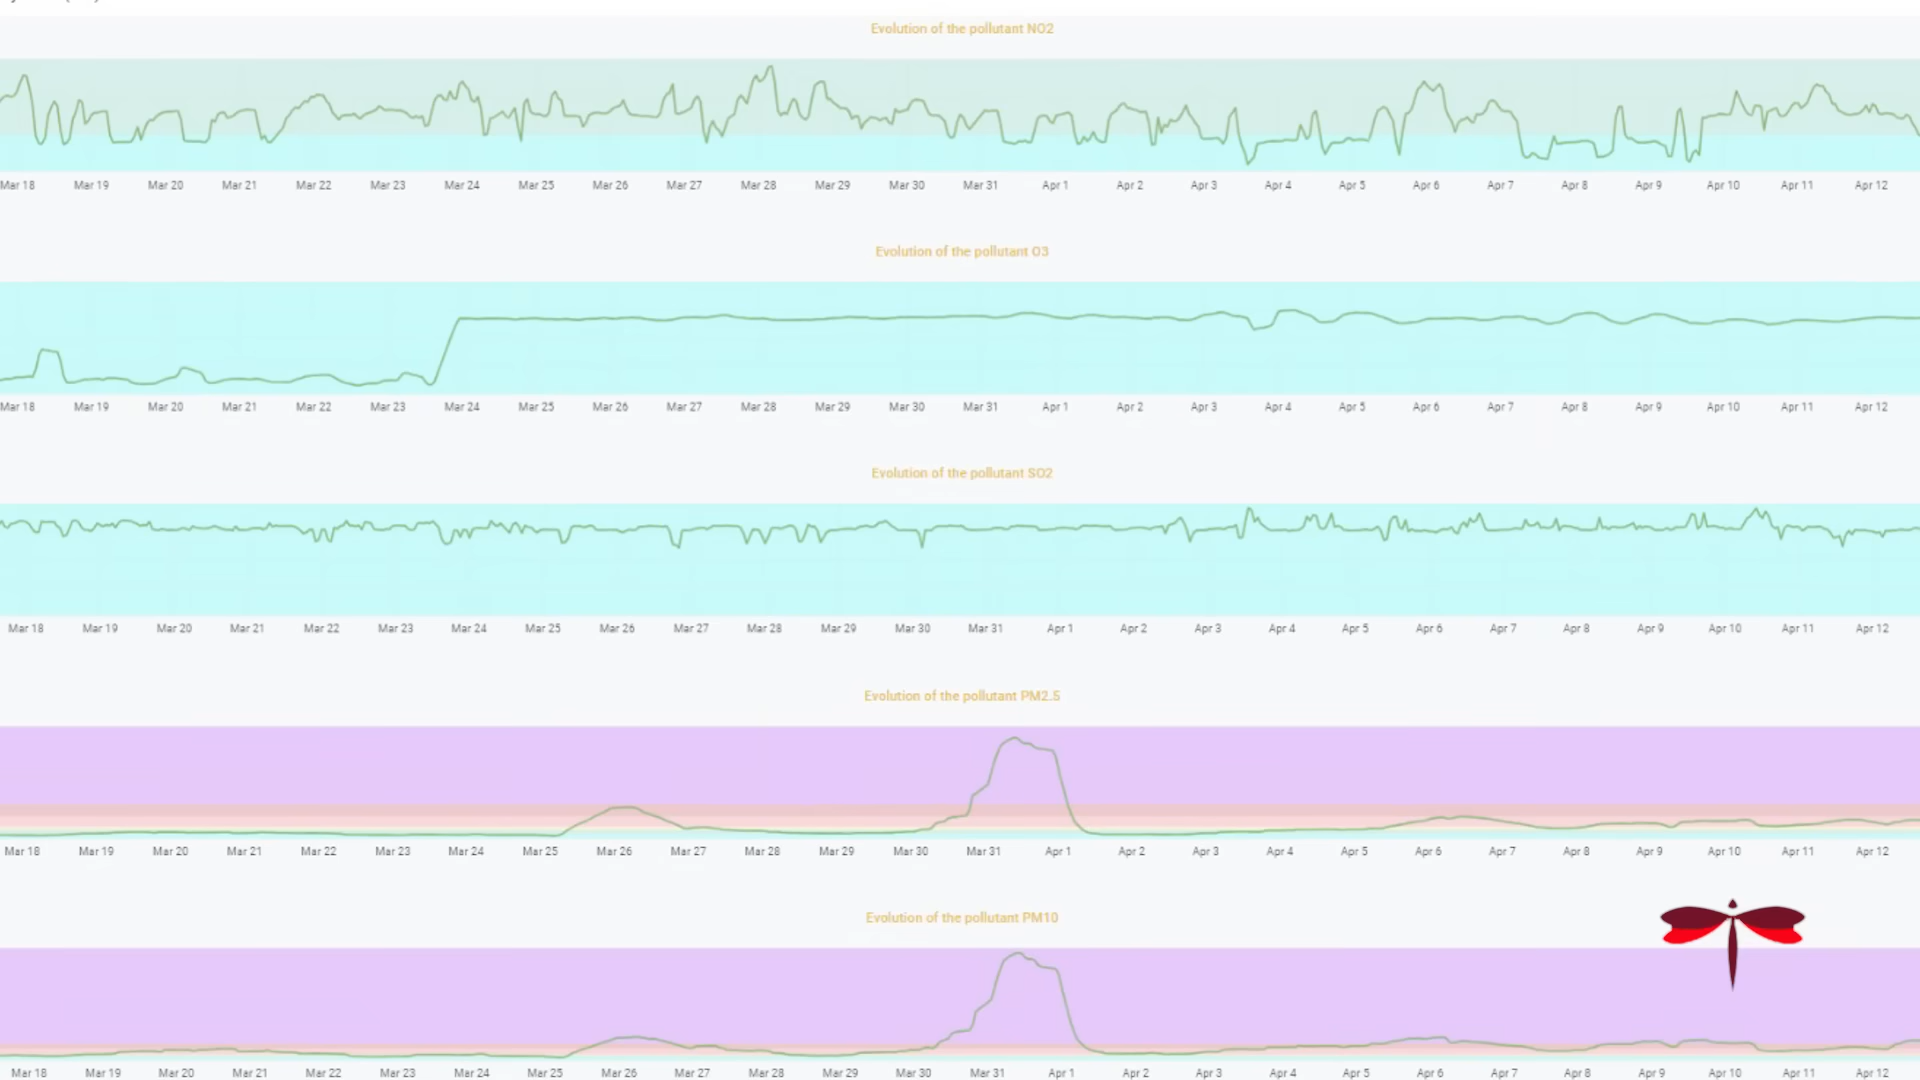 Evolution of the pollutant NO2
Mar 18 Mar 19 Mar 20 Mar 21 Mar 22 Mar 23 Mar 24 Mar 25 Mar 26 Mar 27 Mar 28 Mar 29 Mar 30 Mar 31 Apr 1 Apr 2 Apr 3 Apr 4 Apr 5 Apr 6 Apr 7 Apr 8 Apr 9 Apr 10 Apr 11 Apr 12
Evolution of the pollutant O3
Mar 18 Mar 19 Mar 20 Mar 21 Mar 22 Mar 23 Mar 24 Mar 25 Mar 26 Mar 27 Mar 28 Mar 29 Mar 30 Mar 31 Apr 1 Apr 2 Apr 3 Apr 4 Apr 5 Apr 6 Apr 7 Apr 8 Apr 9 Apr 10 Apr 11 Apr 12
Evolution of the pollutant SO2
Mar 18 Mar 19 Mar 20 Mar 21 Mar 22 Mar 23 Mar 24 Mar 25 Mar 26 Mar 27 Mar 28 Mar 29 Mar 30 Mar 31 Apr 1 Apr 2 Apr 3 Apr 4 Apr 5 Apr 6 Apr 7 Apr 8 Apr 9 Apr 10 Apr 11 Apr 12
Evolution of the pollutant PM2.5
Mar 18 Mar 19 Mar 20 Mar 21 Mar 22 Mar 23 Mar 24 Mar 25 Mar 26 Mar 27 Mar 28 Mar 29 Mar 30 Mar 31 Apr 1 Apr 2 Apr 3 Apr 4 Apr 5 Apr 6 Apr 7 Apr 8 Apr 9 Apr 10 Apr 11 Apr 12
Evolution of the pollutant PM10
Mar 18 Mar 19 Mar 20 Mar 21 Mar 22 Mar 23 Mar 24 Mar 25 Mar 26 Mar 27 Mar 28 Mar 29 Mar 30 Mar 31 Apr 1 Apr 2 Apr 3 Apr 4 Apr 5 Apr 6 Apr 7 Apr 8 Apr 9 Apr 10 Apr 11 Apr 12